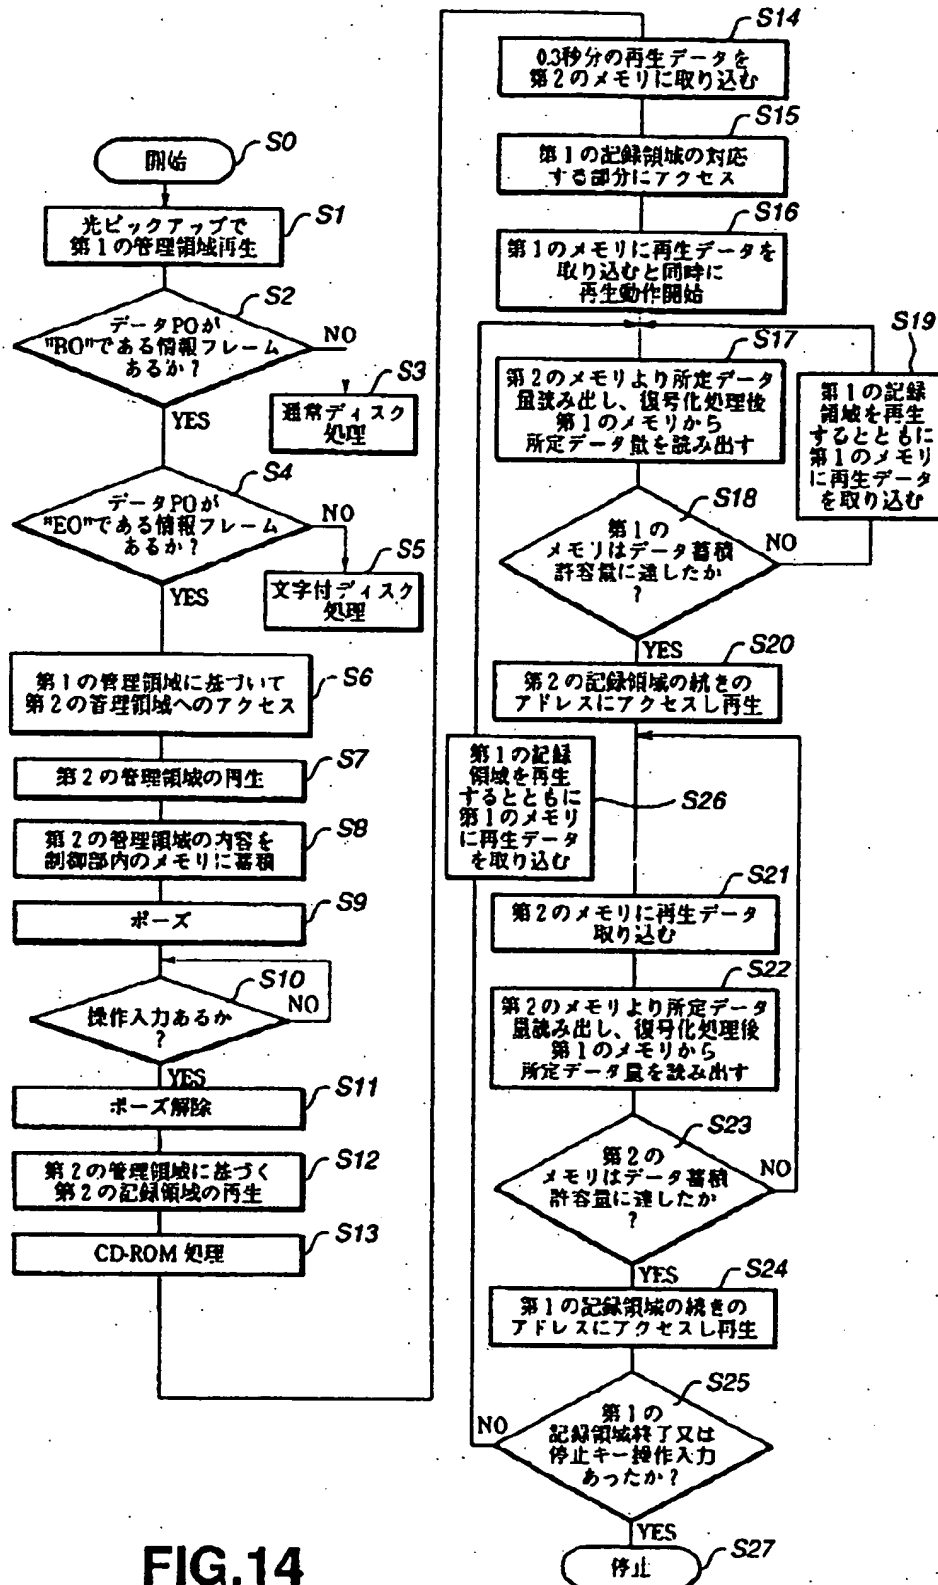 開始
S0
光ピックアップで
第1の管理領域再生
S1
データPOが
"BO"である情報フレーム
あるか?
S2
NO
YES
通常ディスク
処理
S3
データPOが
"EO"である情報フレーム
あるか?
S4
NO
YES
文字付ディスク
処理
S5
第1の管理領域に基づいて
第2の管理領域へのアクセス
S6
第2の管理領域の再生
S7
第2の管理領域の内容を
制御部内のメモリに蓄積
S8
ポーズ
S9
操作入力あるか
?
S10
NO
YES
ポーズ解除
S11
第2の管理領域に基づく
第2の記録領域の再生
S12
CD-ROM 処理
S13
0.3秒分の再生データを
第2のメモリに取り込む
S14
第1の記録領域の対応
する部分にアクセス
S15
第1のメモリに再生データを
取り込むと同時に
再生動作開始
S16
第2のメモリより所定データ
量読み出し、復号化処理後
第1のメモリから
所定データ量を読み出す
S17
第1の
メモリはデータ蓄積
許容量に達したか
?
S18
NO
YES
第1の記録
領域を再生
するとともに
第1のメモリ
に再生データ
を取り込む
S19
第2の記録領域の続きの
アドレスにアクセスし再生
S20
第1の記録
領域を再生
するとともに
第1のメモリ
に再生データ
を取り込む
S26
第2のメモリに再生データ
取り込む
S21
第2のメモリより所定データ
量読み出し、復号化処理後
第1のメモリから
所定データ量を読み出す
S22
第2の
メモリはデータ蓄積
許容量に達したか
?
S23
NO
YES
第1の記録領域の続きの
アドレスにアクセスし再生
S24
第1の
記録領域終了又は
停止キー操作入力
あったか?
S25
NO
YES
停止
S27
FIG.14